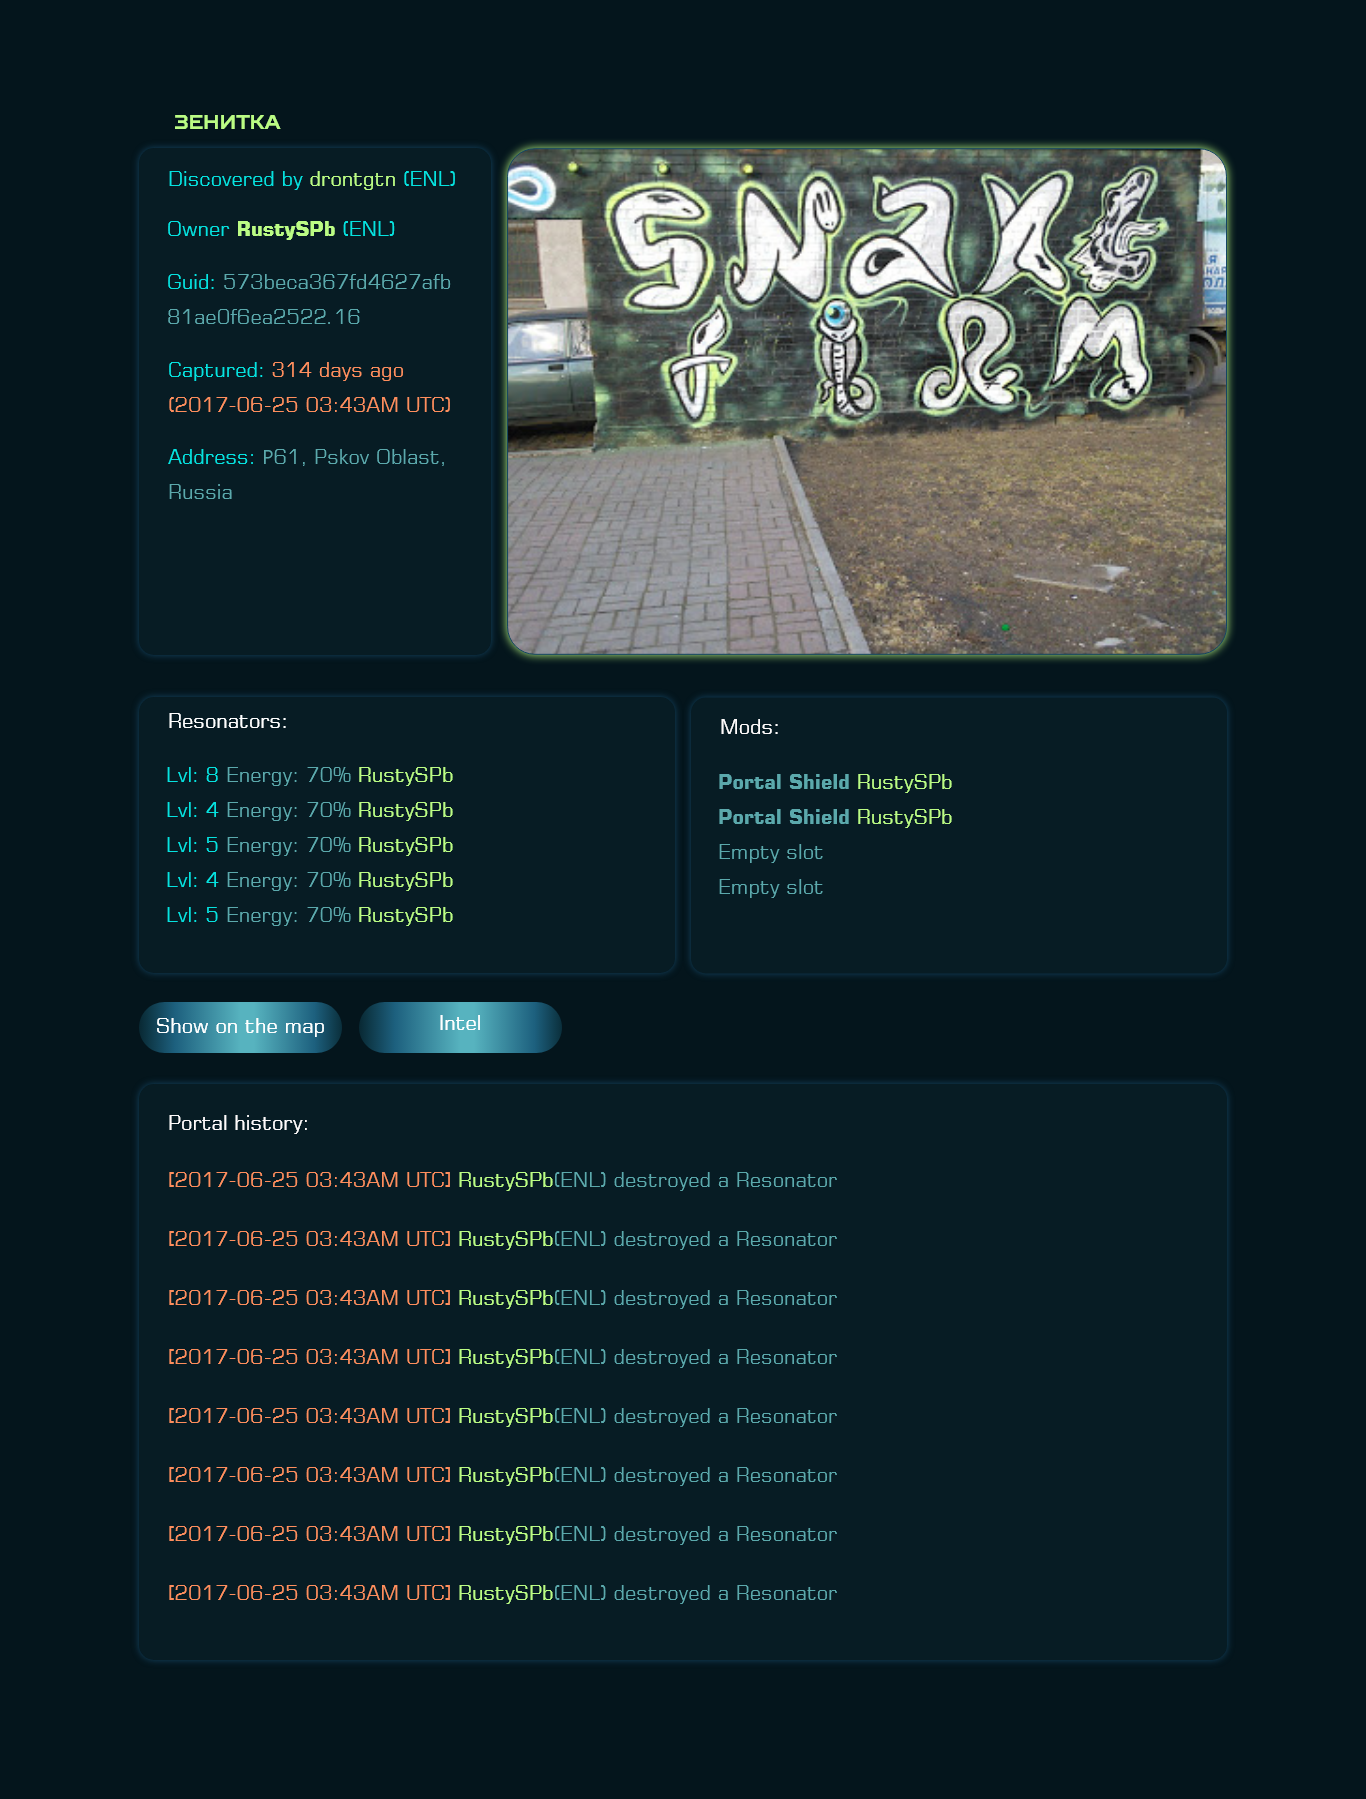 ЗЕНИТКА
Discovered by drontgtn (ENL)
Owner RustySPb (ENL)
Guid: 573beca367fd4627afb
81ae0f6ea2522.16
Captured: 314 days ago
(2017-06-25 03:43AM UTC)
Address: P61, Pskov Oblast,
Russia
SNAKE
FIRM
Resonators:
Lvl: 8 Energy: 70% RustySPb
Lvl: 4 Energy: 70% RustySPb
Lvl: 5 Energy: 70% RustySPb
Lvl: 4 Energy: 70% RustySPb
Lvl: 5 Energy: 70% RustySPb
Mods:
Portal Shield RustySPb
Portal Shield RustySPb
Empty slot
Empty slot
Show on the map
Intel
Portal history:
[2017-06-25 03:43AM UTC] RustySPb(ENL) destroyed a Resonator
[2017-06-25 03:43AM UTC] RustySPb(ENL) destroyed a Resonator
[2017-06-25 03:43AM UTC] RustySPb(ENL) destroyed a Resonator
[2017-06-25 03:43AM UTC] RustySPb(ENL) destroyed a Resonator
[2017-06-25 03:43AM UTC] RustySPb(ENL) destroyed a Resonator
[2017-06-25 03:43AM UTC] RustySPb(ENL) destroyed a Resonator
[2017-06-25 03:43AM UTC] RustySPb(ENL) destroyed a Resonator
[2017-06-25 03:43AM UTC] RustySPb(ENL) destroyed a Resonator